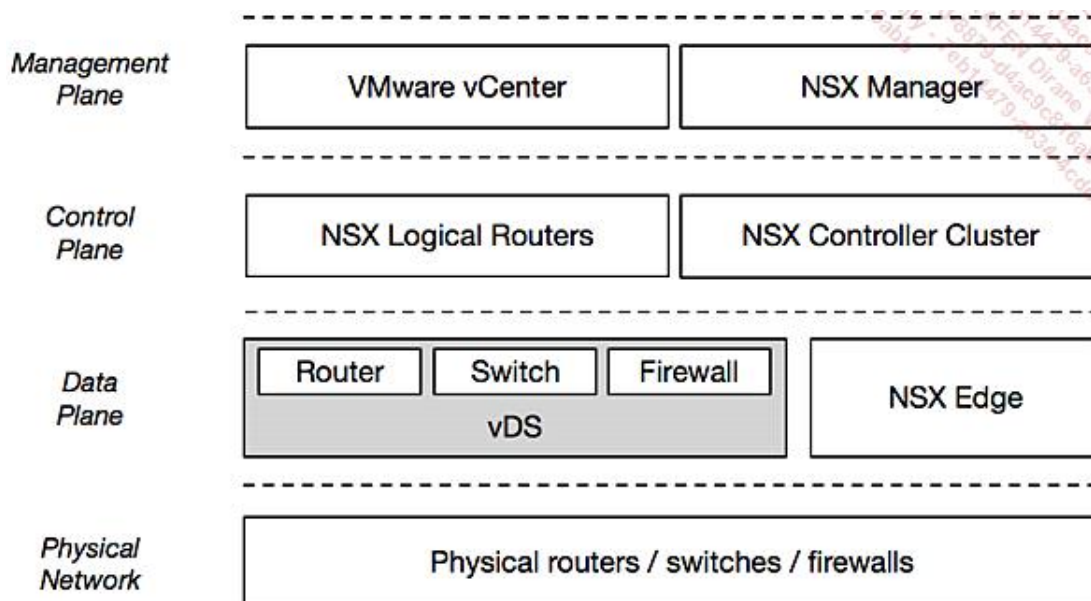 Management
Plane
VMware vCenter
NSX Manager
Control
Plane
NSX Logical Routers
NSX Controller Cluster
Data
Plane
Router
Switch
Firewall
vDS
NSX Edge
Physical
Network
Physical routers / switches / firewalls